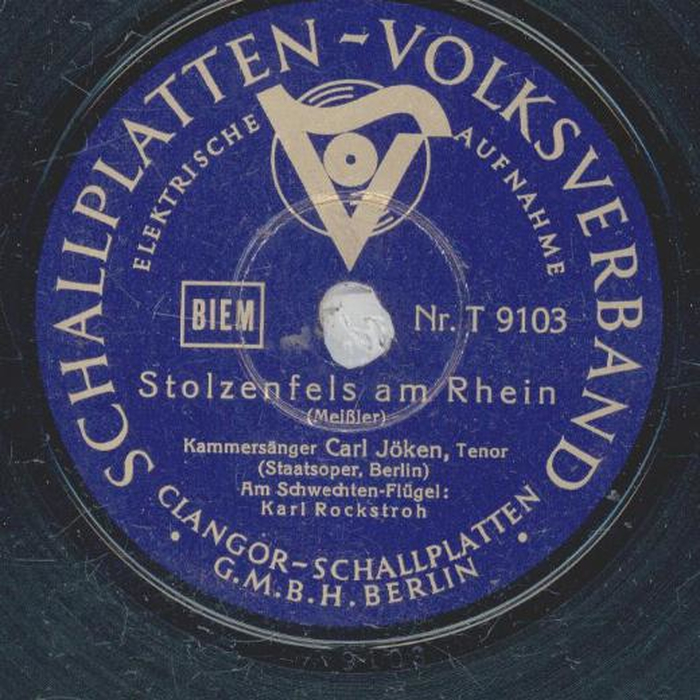 SCHALLPLATTEN-VOLKSVERBAND
ELEKTRISCHE AUFNAHME
BIEM
Nr. T 9103
Stolzenfels am Rhein
(Meißler)
Kammersänger Carl Jöken, Tenor
(Staatsoper, Berlin)
Am Schwechten-Flügel:
Karl Rockstroh
CLANGOR-SCHALLPLATTEN
G.M.B.H. BERLIN